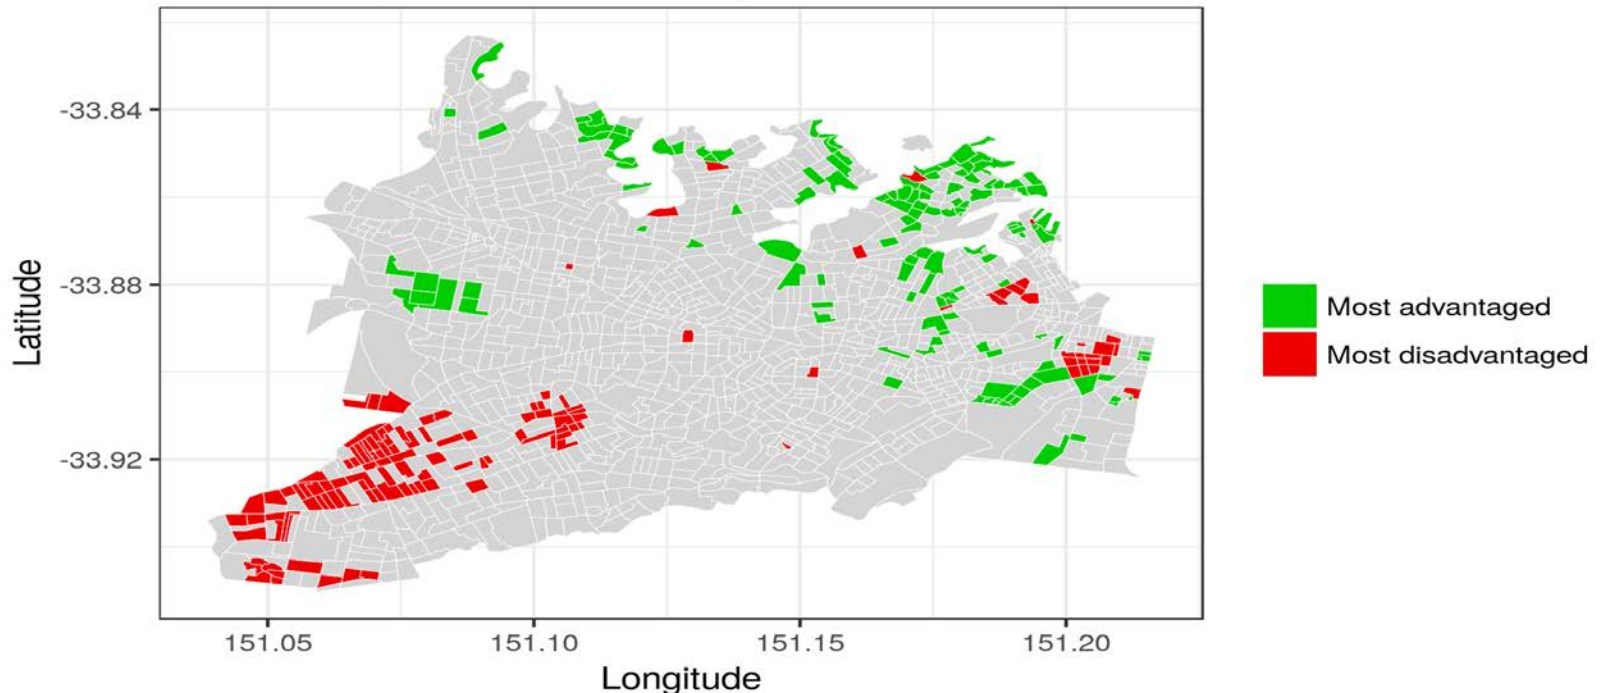 Latitude
-33.84
-33.88
-33.92
151.05 151.10 151.15 151.20
Longitude
Most advantaged
Most disadvantaged